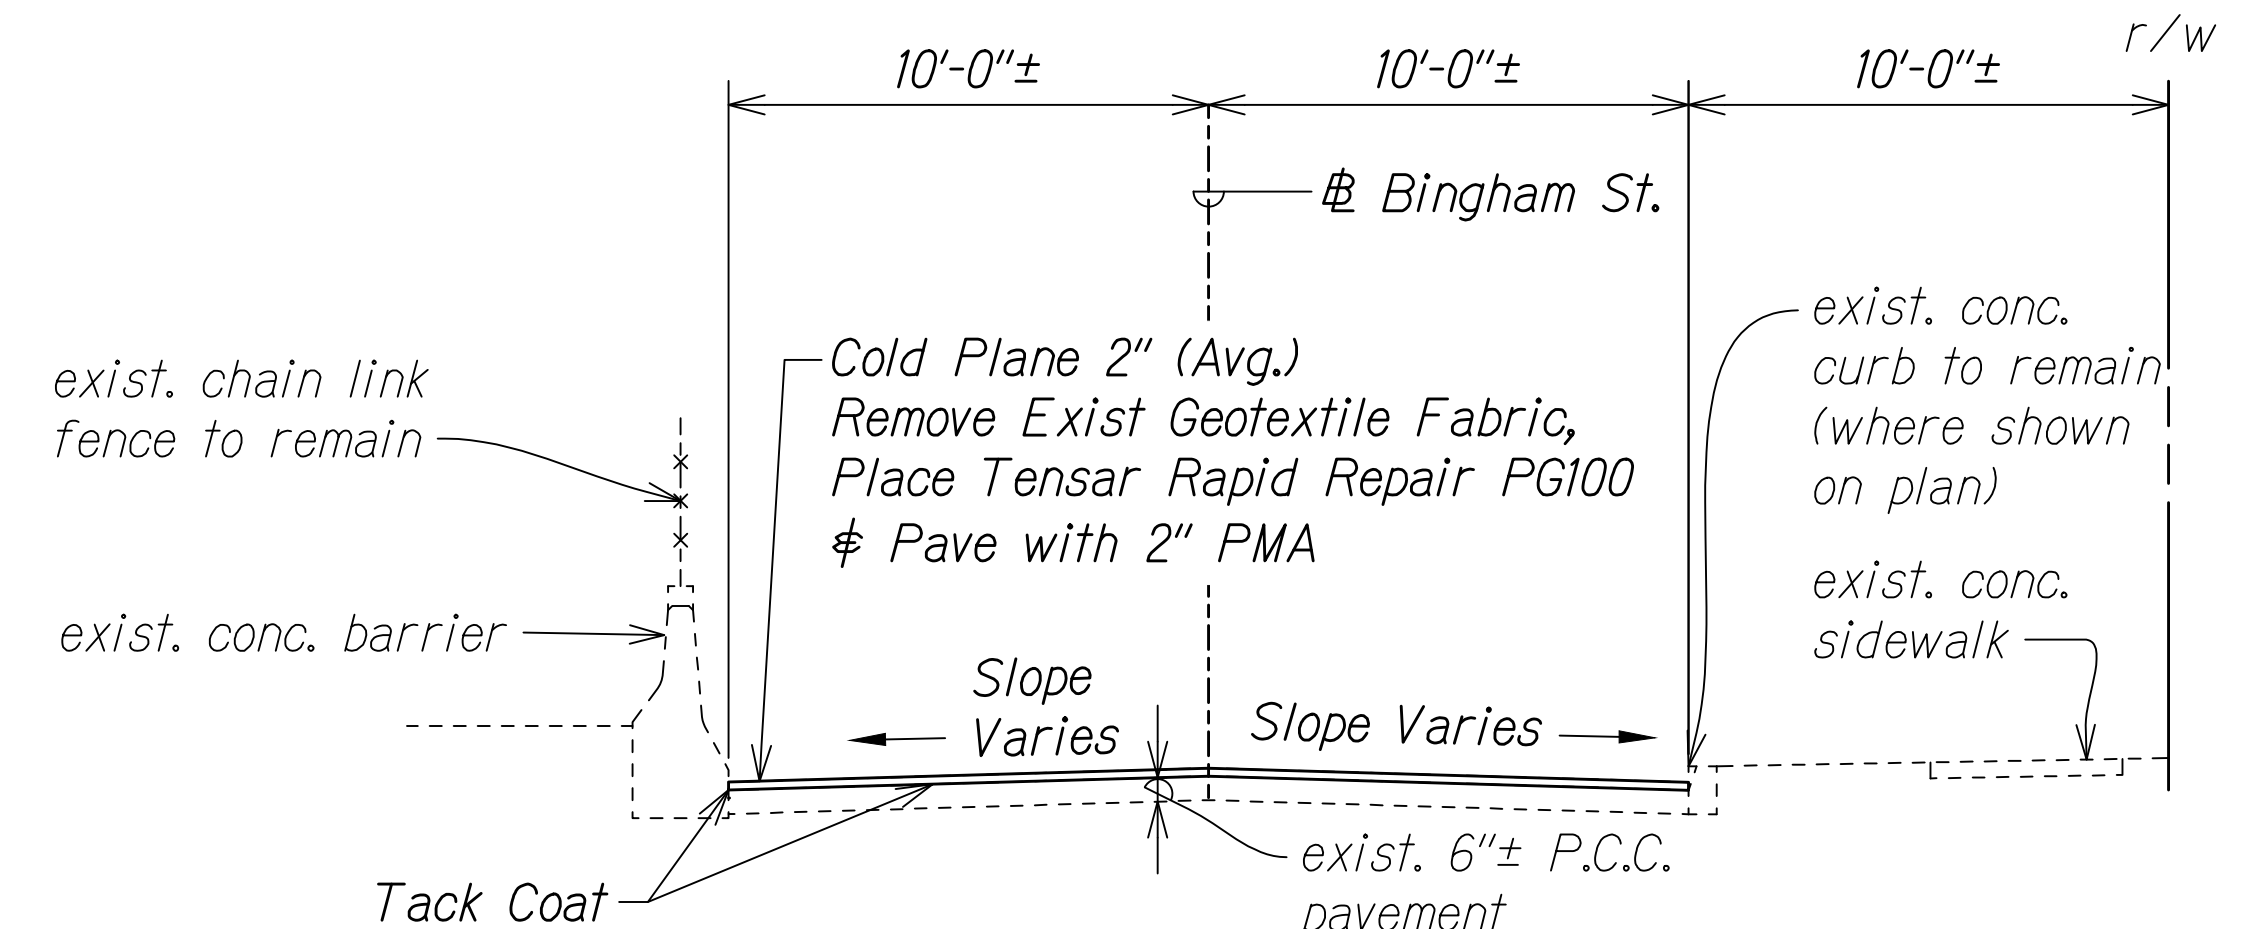 r/w
10'-0"± 10'-0"± 10'-0"±
℄ Bingham St.
exist. chain link
fence to remain
Cold Plane 2" (Avg.)
Remove Exist Geotextile Fabric,
Place Tensar Rapid Repair PG100
& Pave with 2" PMA
exist. conc.
curb to remain
(where shown
on plan)
exist. conc.
sidewalk
exist. conc. barrier
Slope
Varies
Slope Varies
exist. 6"± P.C.C.
pavement
Tack Coat